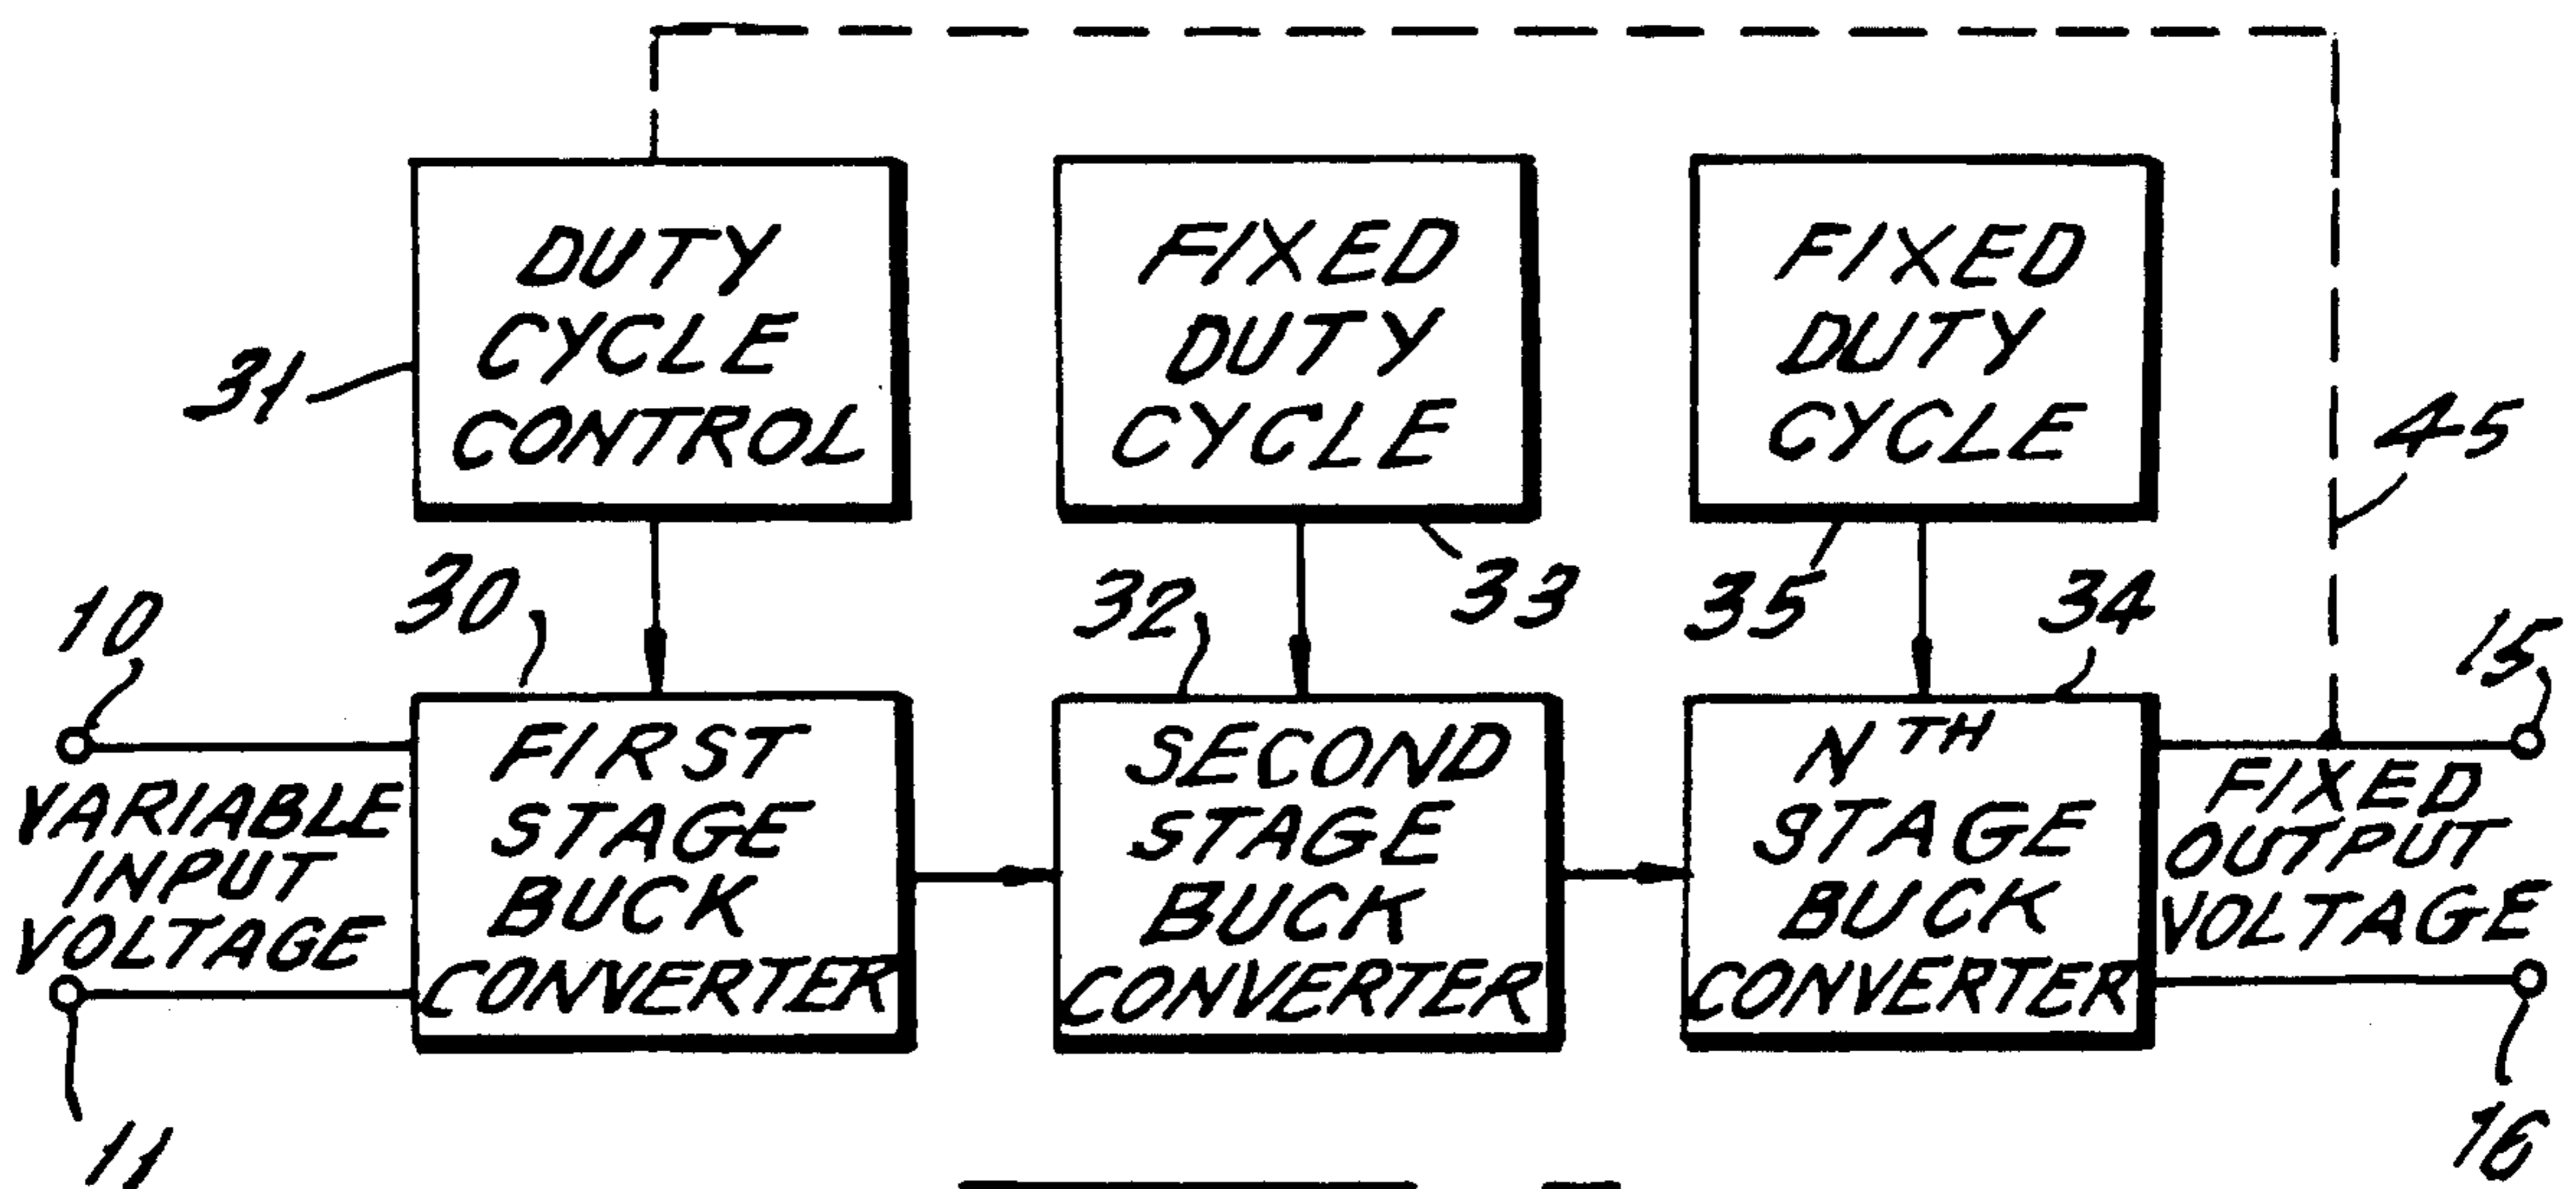 DUTY
CYCLE
CONTROL
FIXED
DUTY
CYCLE
FIXED
DUTY
CYCLE
31
45
10
30
32
33
35
34
15
VARIABLE
INPUT
VOLTAGE
FIRST
STAGE
BUCK
CONVERTER
SECOND
STAGE
BUCK
CONVERTER
NTH
STAGE
BUCK
CONVERTER
FIXED
OUTPUT
VOLTAGE
11
16